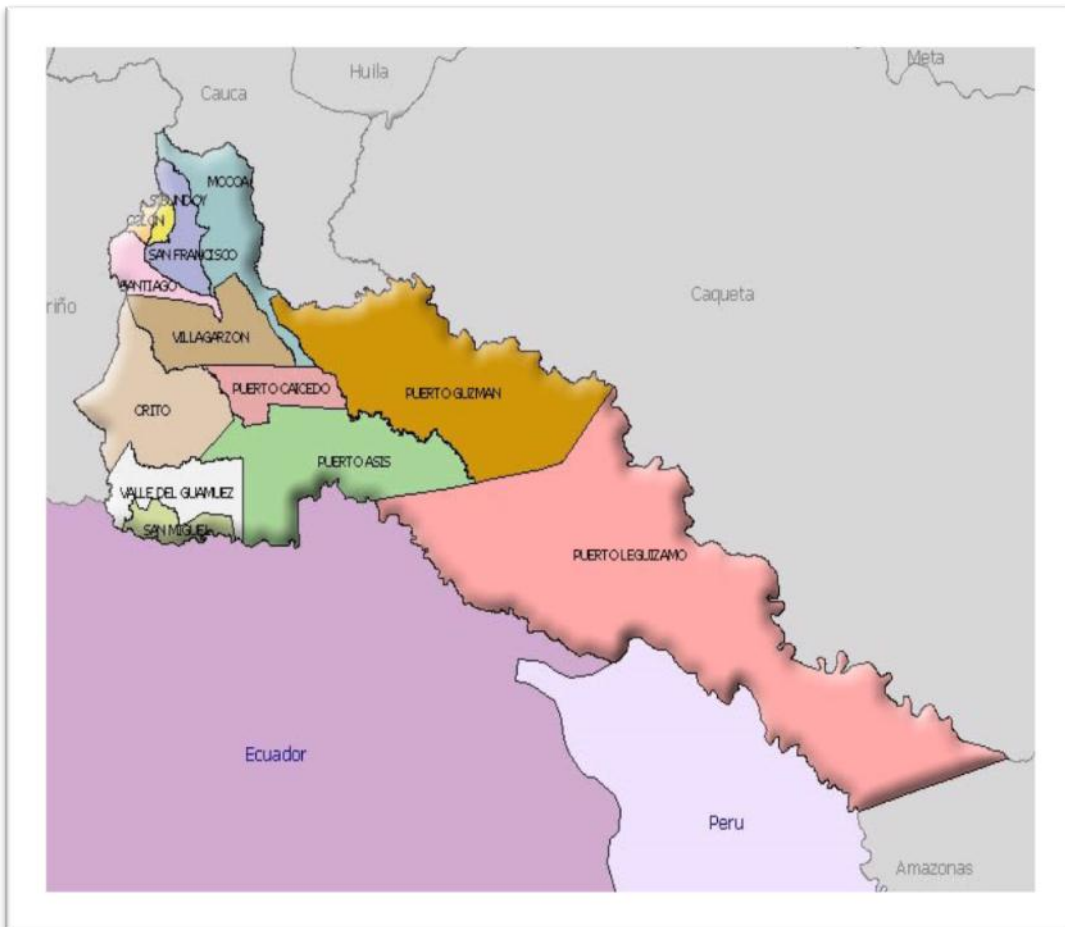 Meta
Huila
Cauca
MOCOA
SIBUNDOY
COLON
SAN FRANCISCO
SANTIAGO
Caqueta
riño
VILLAGARZON
PUERTO CAICEDO
PUERTO GUZMAN
CRITO
PUERTO ASIS
VALLE DEL GUAMUEZ
SAN MIGUEL
PUERTO LEGUIZAMO
Ecuador
Peru
Amazonas